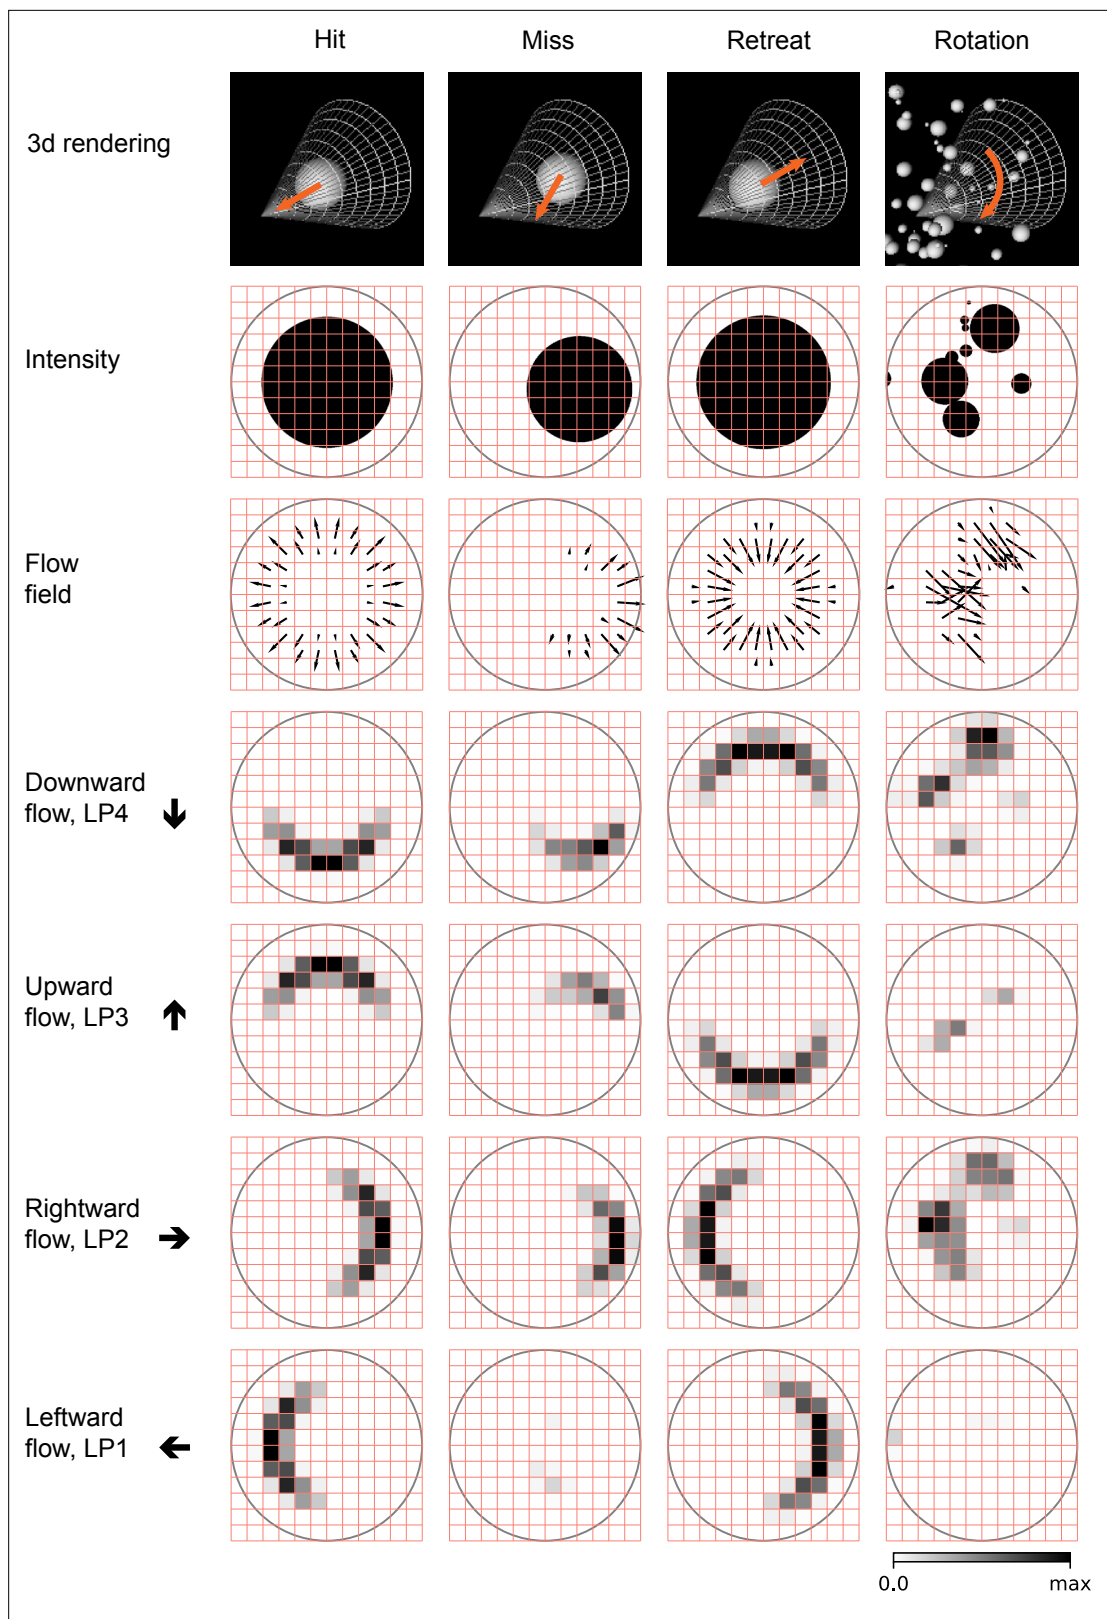 Hit Miss Retreat Rotation
3d rendering
Intensity
Flow
field
Downward
flow, LP4
Upward
flow, LP3
Rightward
flow, LP2
Leftward
flow, LP1
0.0 max